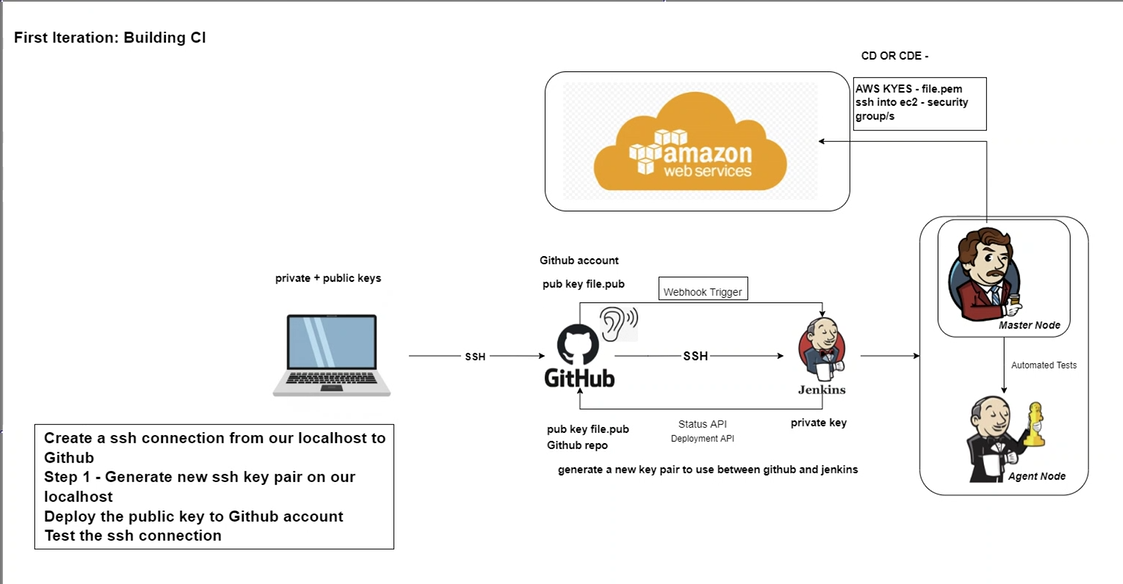 First Iteration: Building CI
CD OR CDE -
AWS KYES - file.pem
ssh into ec2 - security
group/s
amazon
web services
Github account
pub key file.pub
private + public keys
Webhook Trigger
Master Node
SSH
SSH
GitHub
Jenkins
Automated Tests
pub key file.pub
Github repo
Status API
Deployment API
private key
generate a new key pair to use between github and jenkins
Agent Node
Create a ssh connection from our localhost to
Github
Step 1 - Generate new ssh key pair on our
localhost
Deploy the public key to Github account
Test the ssh connection